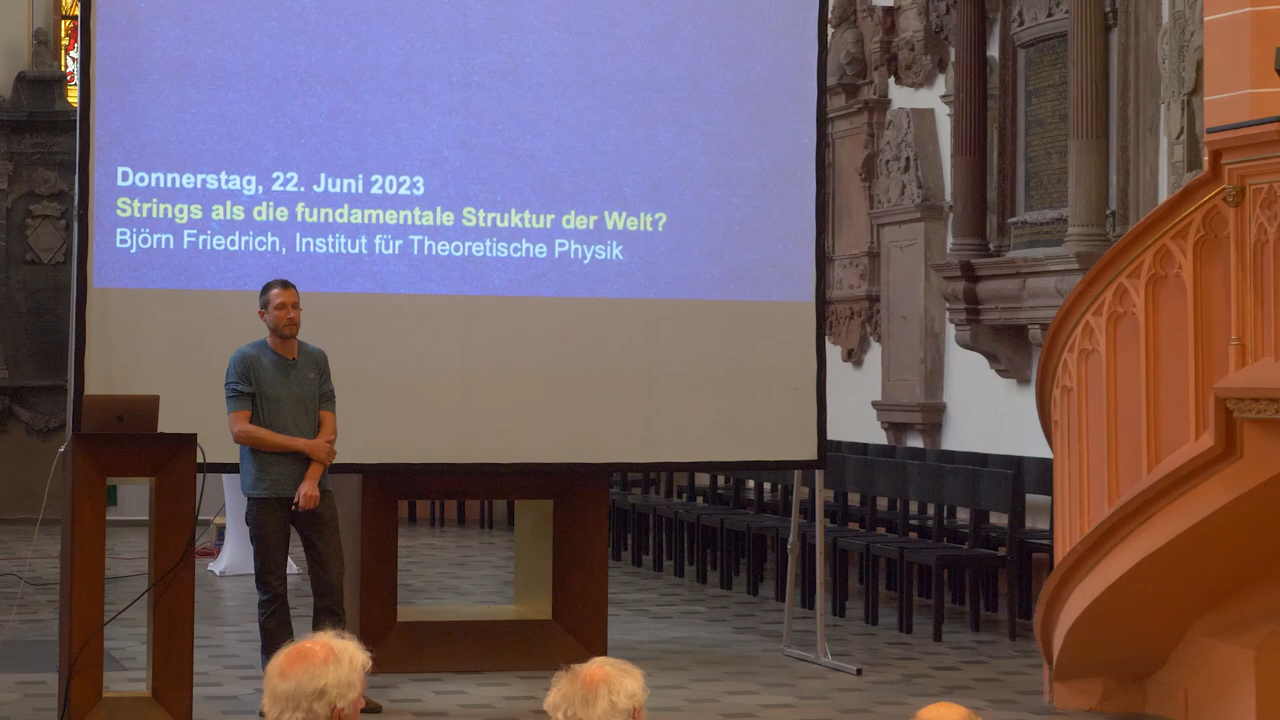 Donnerstag, 22. Juni 2023
Strings als die fundamentale Struktur der Welt?
Björn Friedrich, Institut für Theoretische Physik